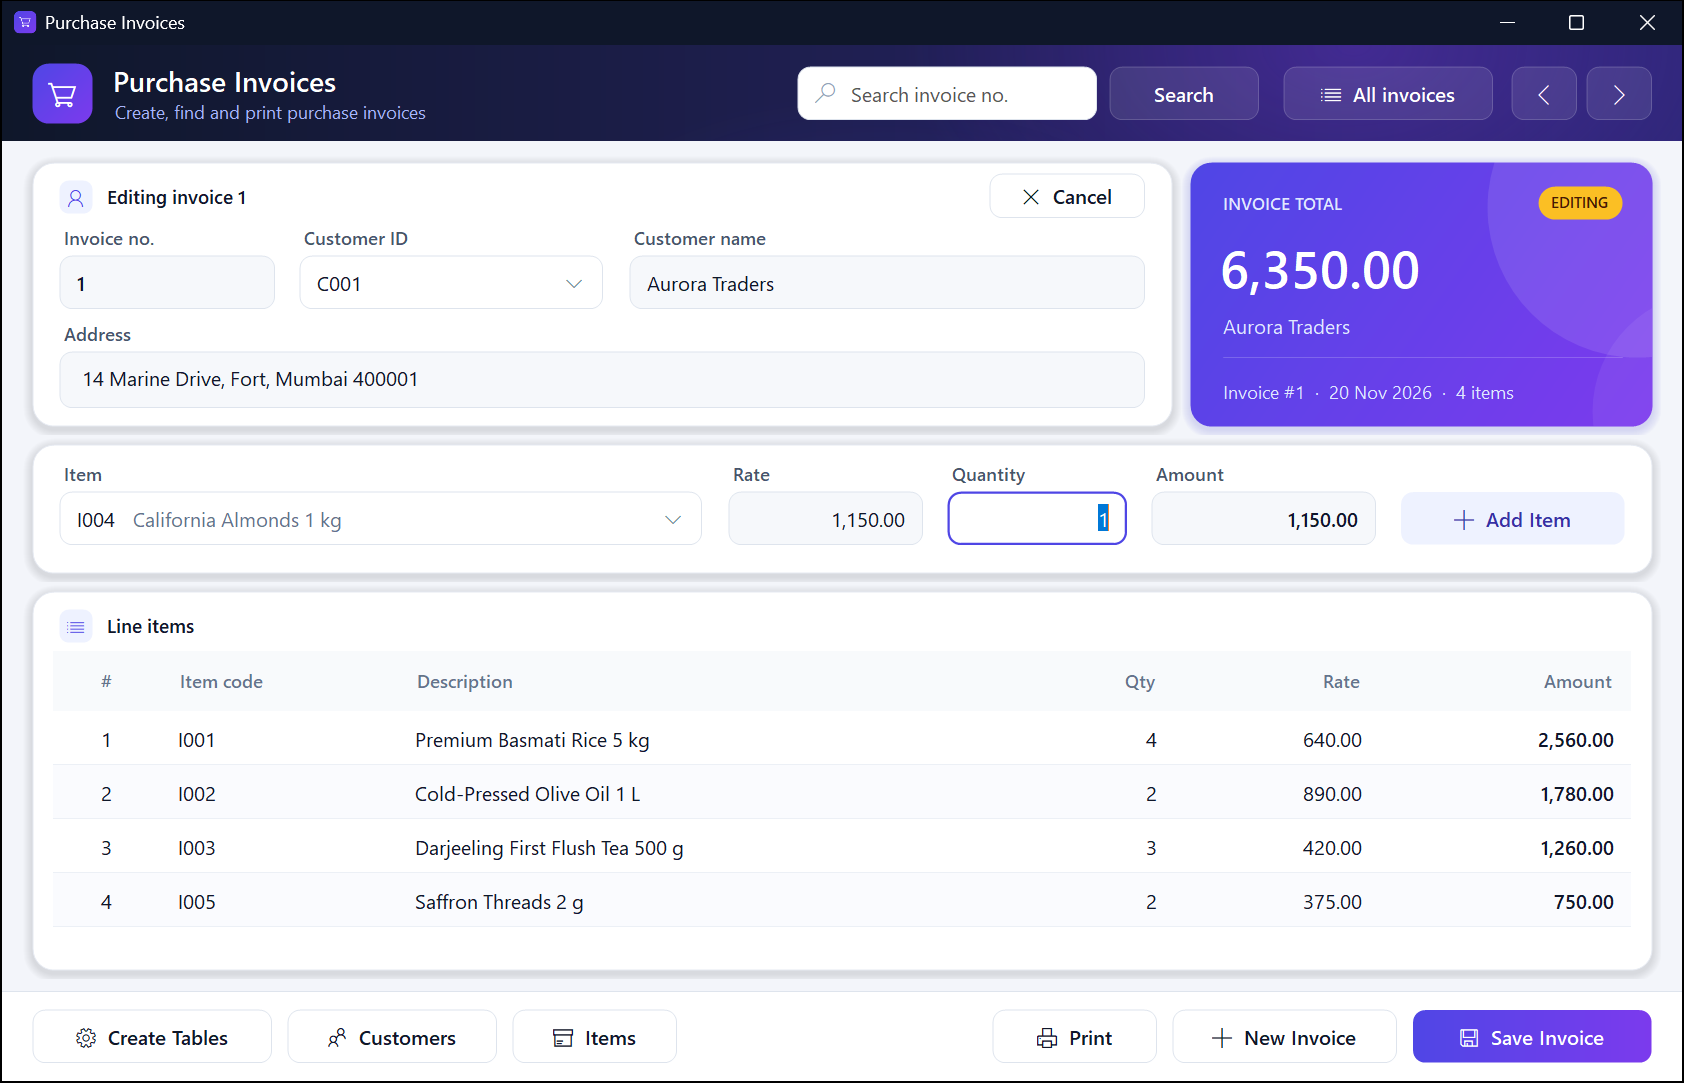 Purchase Invoices
Purchase Invoices
Create, find and print purchase invoices
Search invoice no.
Search
All invoices
Editing invoice 1
Cancel
Invoice no.
Customer ID
Customer name
1
C001
Aurora Traders
Address
14 Marine Drive, Fort, Mumbai 400001
INVOICE TOTAL
EDITING
6,350.00
Aurora Traders
Invoice #1 · 20 Nov 2026 · 4 items
Item
Rate
Quantity
Amount
I004 California Almonds 1 kg
1,150.00
1
1,150.00
Add Item
Line items
# Item code Description Qty Rate Amount
1 I001 Premium Basmati Rice 5 kg 4 640.00 2,560.00
2 I002 Cold-Pressed Olive Oil 1 L 2 890.00 1,780.00
3 I003 Darjeeling First Flush Tea 500 g 3 420.00 1,260.00
4 I005 Saffron Threads 2 g 2 375.00 750.00
Create Tables
Customers
Items
Print
New Invoice
Save Invoice